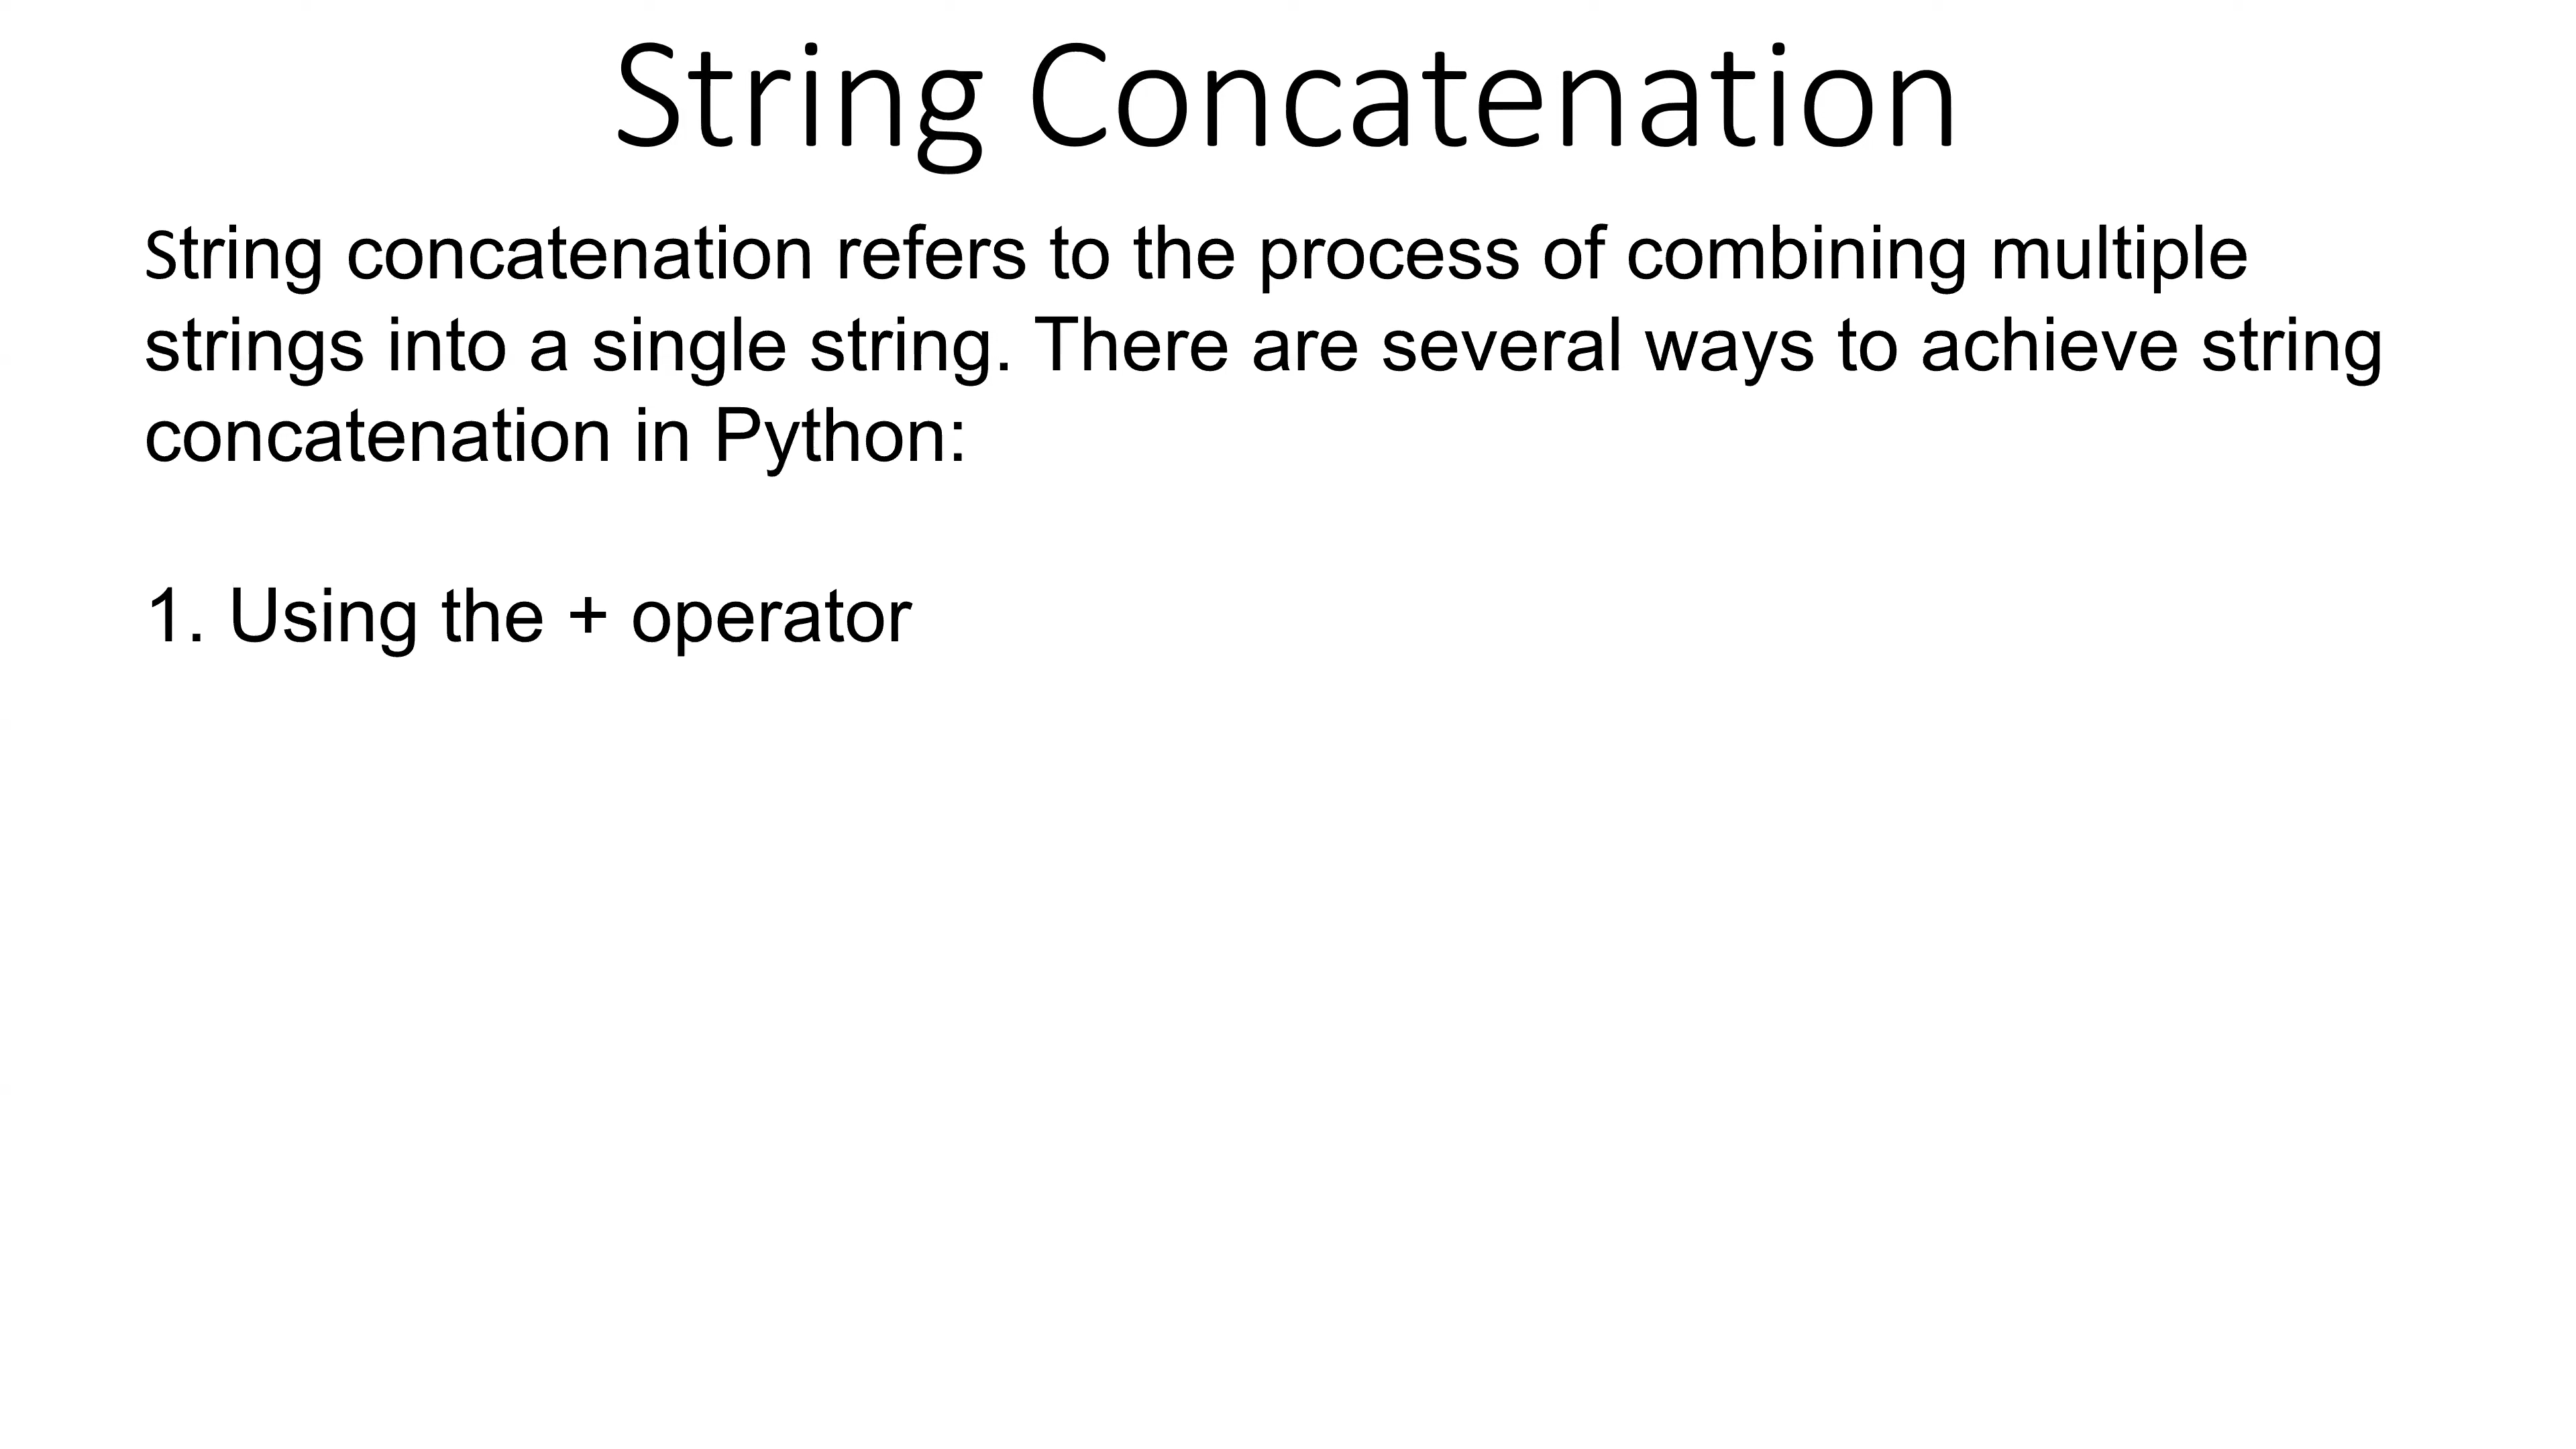 String Concatenation
String concatenation refers to the process of combining multiple
strings into a single string. There are several ways to achieve string
concatenation in Python:
1. Using the + operator